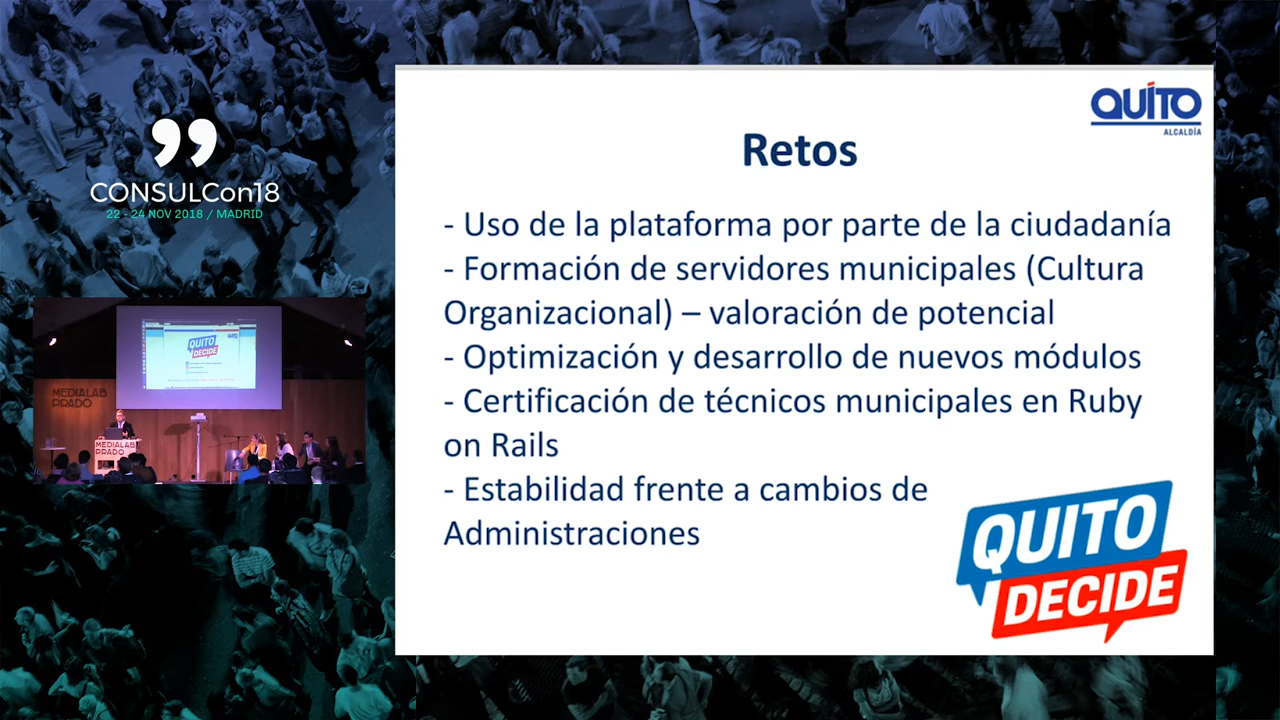 CONSULCon18
22 - 24 NOV 2018 / MADRID
MEDIALAB
PRADO
QUITO
DECIDE
MEDIALAB
PRADO
QUITO
ALCALDÍA
Retos
- Uso de la plataforma por parte de la ciudadanía
- Formación de servidores municipales (Cultura
Organizacional) – valoración de potencial
- Optimización y desarrollo de nuevos módulos
- Certificación de técnicos municipales en Ruby
on Rails
- Estabilidad frente a cambios de
Administraciones
QUITO
DECIDE